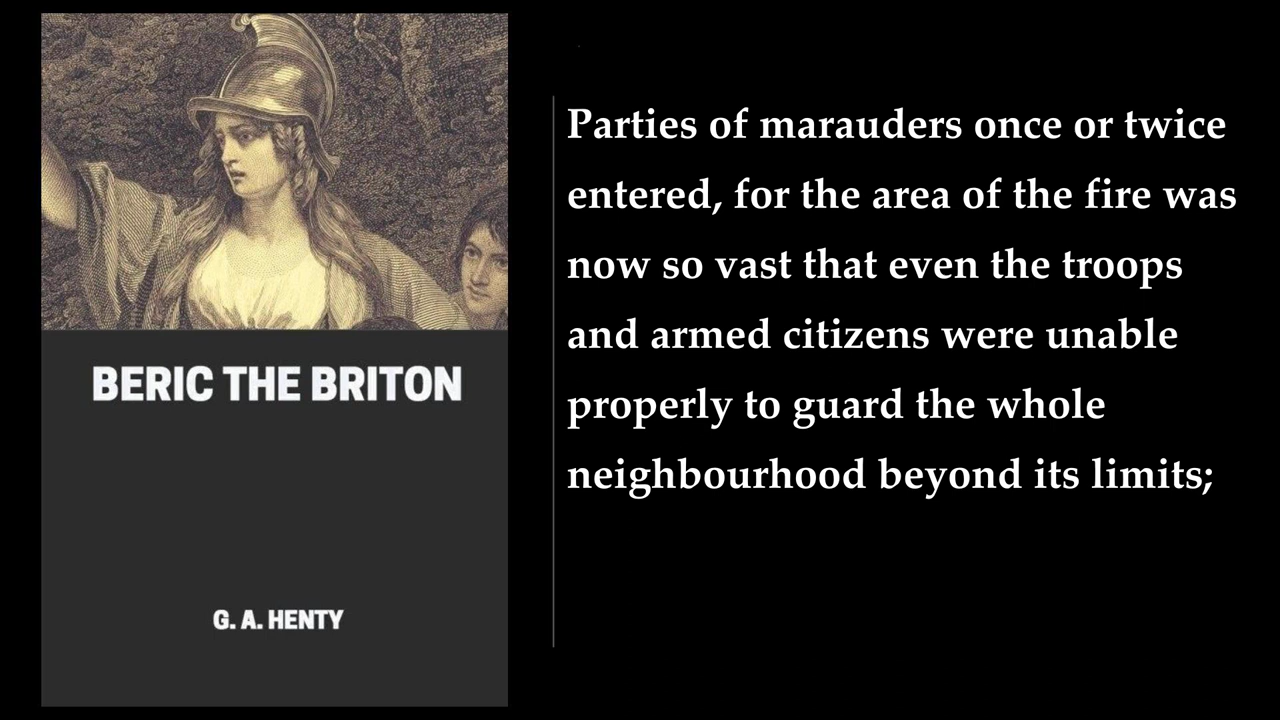 BERIC THE BRITON
G. A. HENTY
Parties of marauders once or twice
entered, for the area of the fire was
now so vast that even the troops
and armed citizens were unable
properly to guard the whole
neighbourhood beyond its limits;